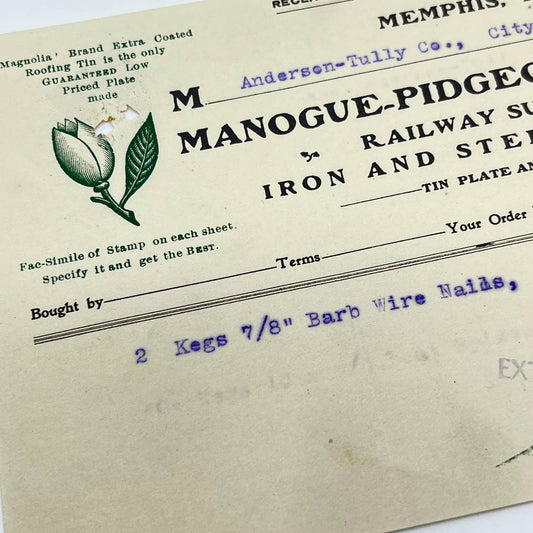 MEMPHIS,
Magnolia' Brand Extra Coated
Roofing Tin is the only
GUARANTEED Low
Priced Plate
made
M Anderson-Tully Co., City
MANOGUE-PIDGEO
RAILWAY SU
IRON AND STEE
TIN PLATE AN
Fac-Simile of Stamp on each sheet.
Specify it and get the BEST.
Bought by Terms Your Order
2 Kegs 7/8" Barb Wire Nails,
EXT